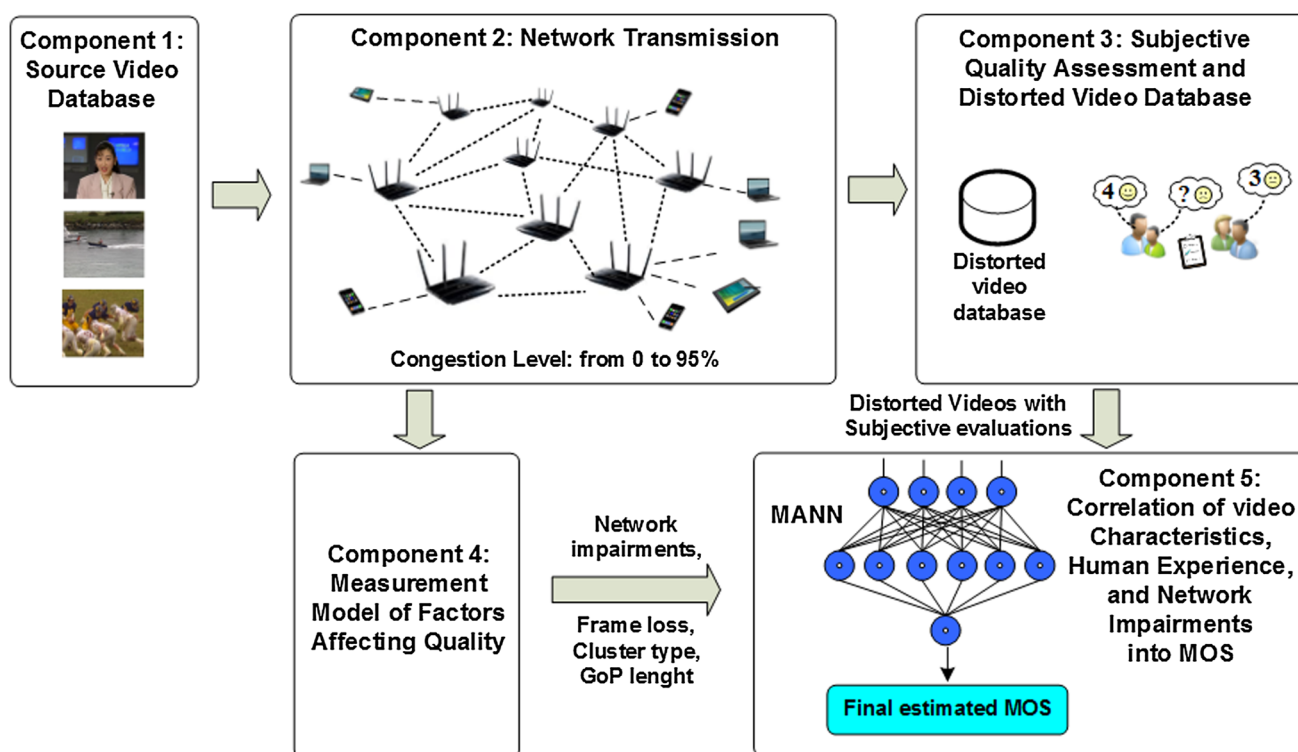 Component 1:
Source Video
Database
Component 2: Network Transmission
Congestion Level: from 0 to 95%
Component 3: Subjective
Quality Assessment and
Distorted Video Database
4
?
3
Distorted
video
database
Distorted Videos with
Subjective evaluations
Component 4:
Measurement
Model of Factors
Affecting Quality
Network
impairments,
Frame loss,
Cluster type,
GoP lenght
MANN
Component 5:
Correlation of video
Characteristics,
Human Experience,
and Network
Impairments
into MOS
Final estimated MOS